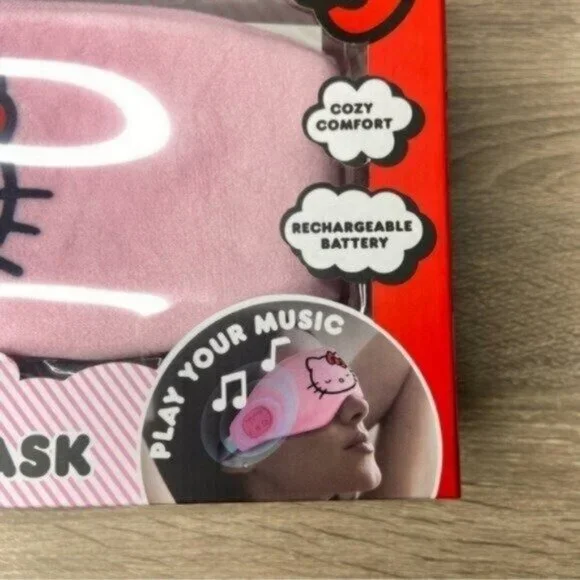 COZY
COMFORT
RECHARGEABLE
BATTERY
PLAY YOUR MUSIC
ASK